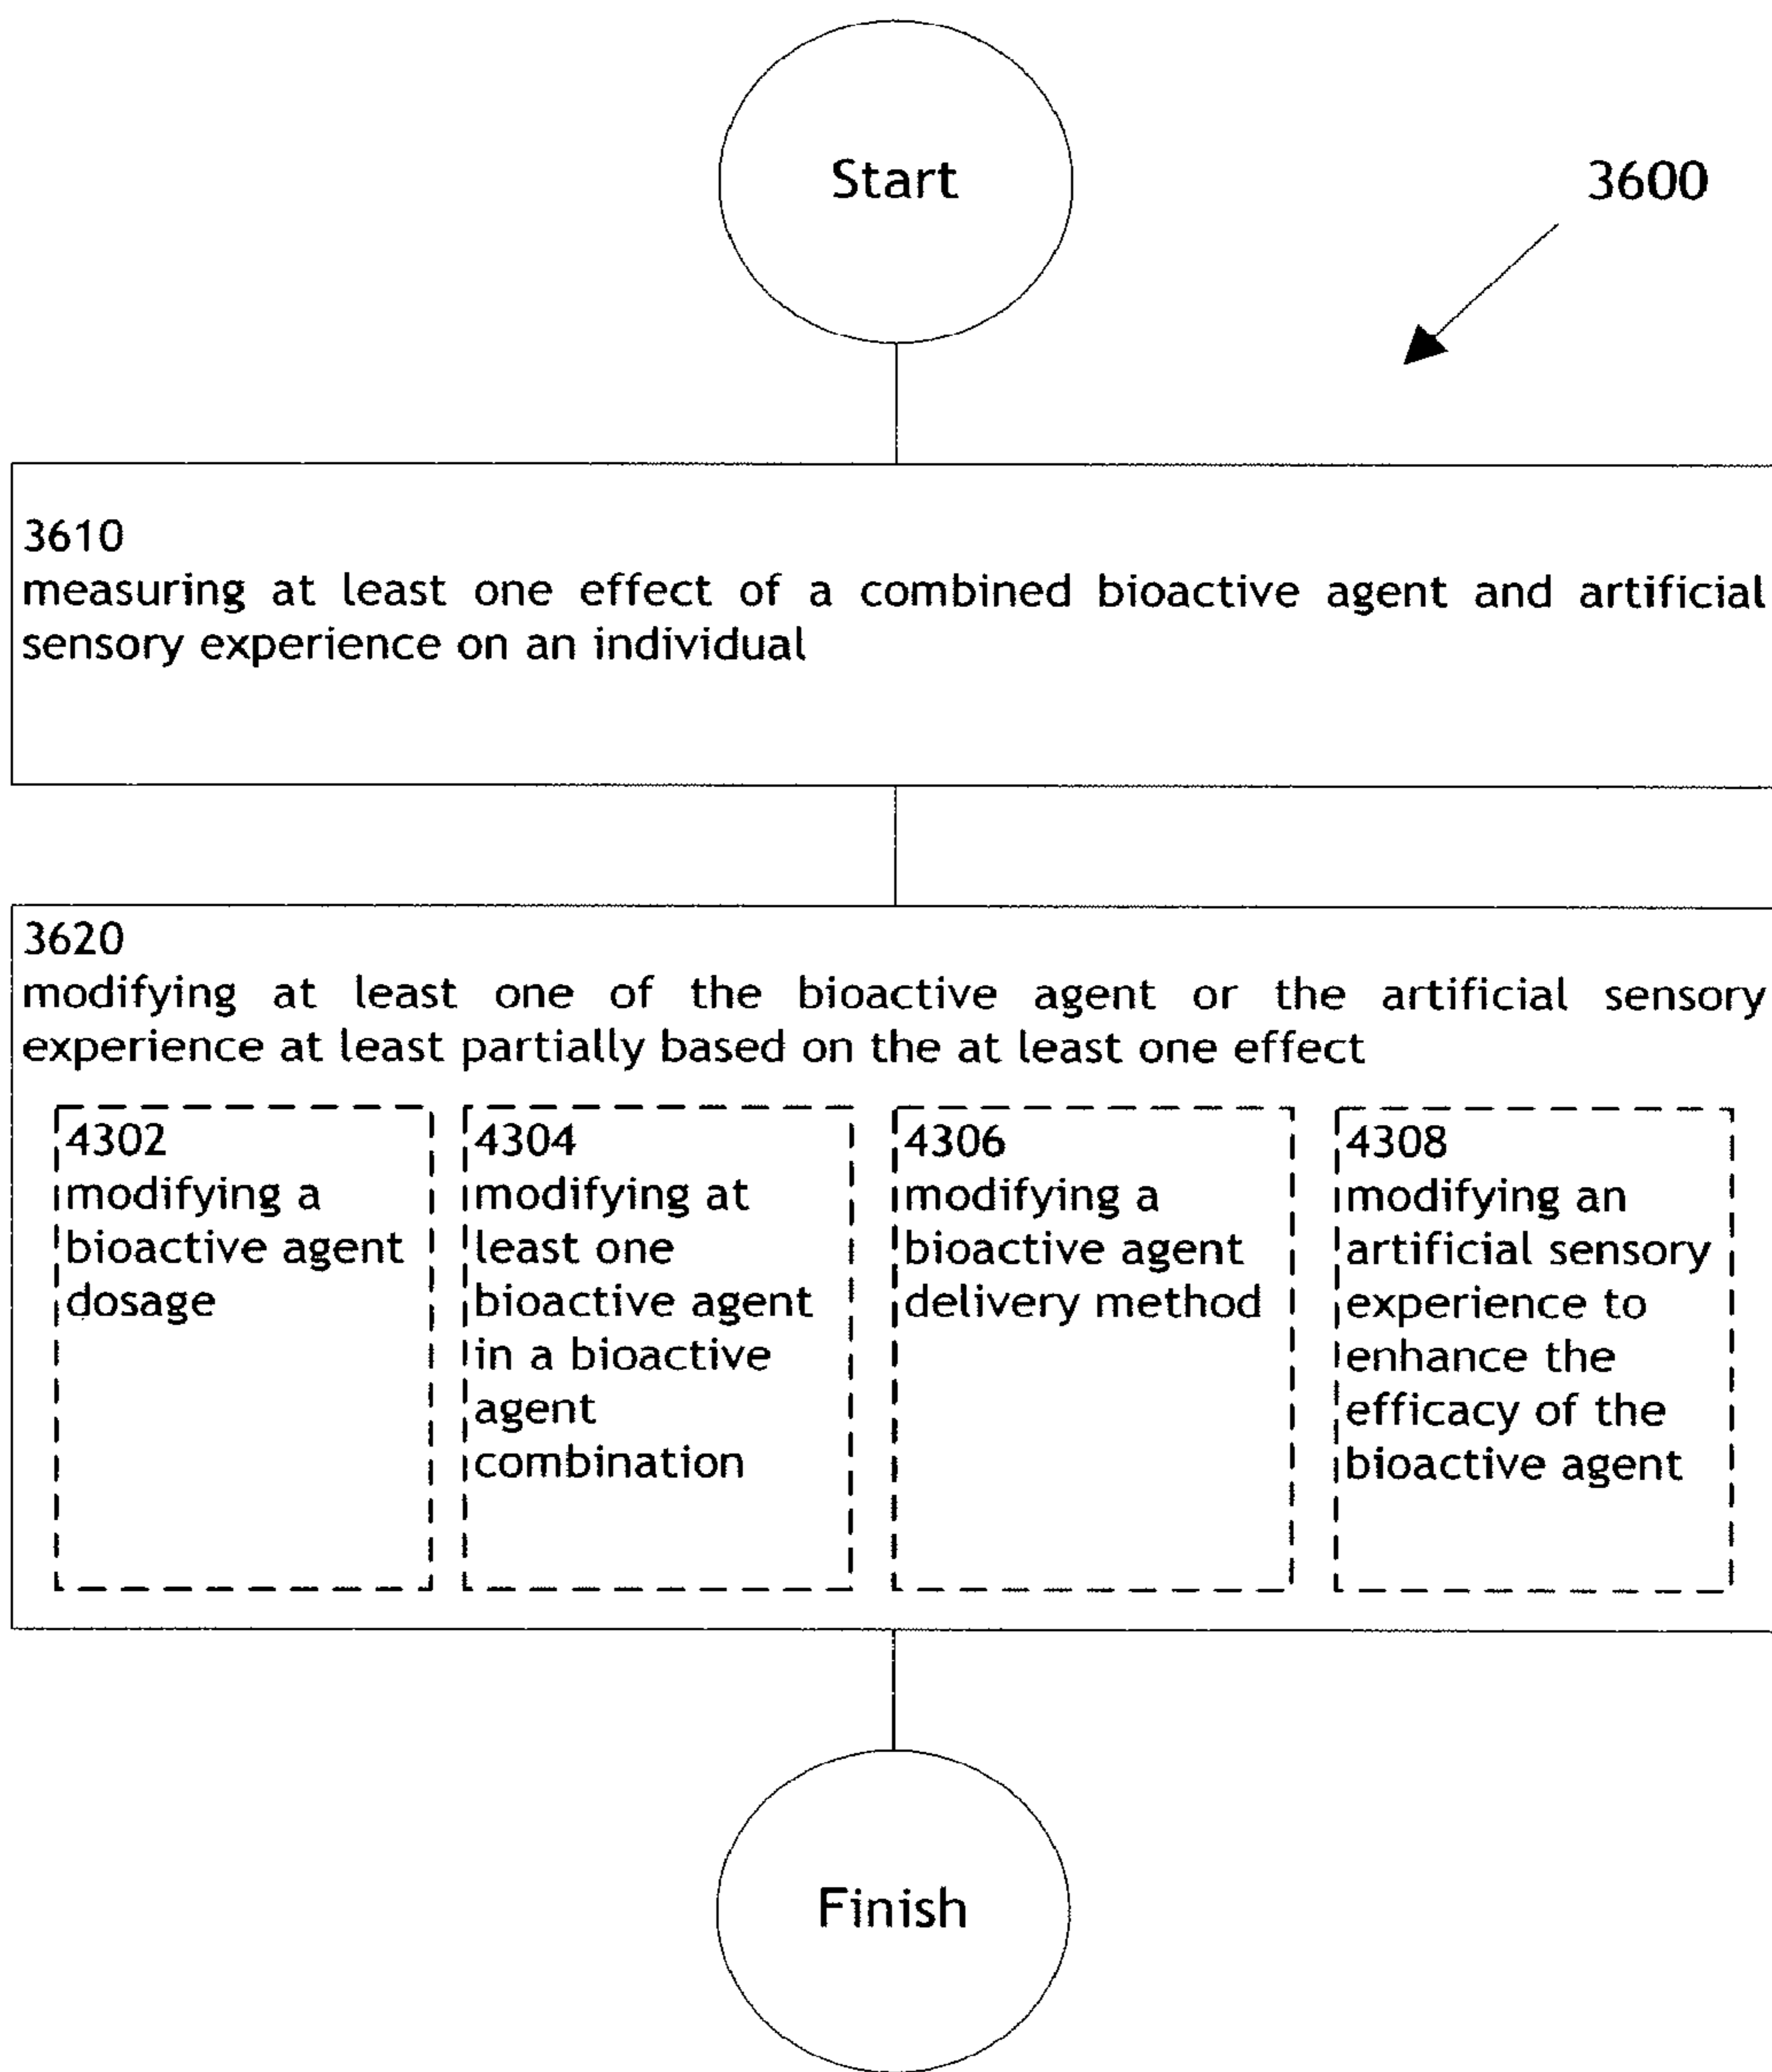 Start
3600
3610
measuring at least one effect of a combined bioactive agent and artificial
sensory experience on an individual
3620
modifying at least one of the bioactive agent or the artificial sensory
experience at least partially based on the at least one effect
4302
modifying a
bioactive agent
dosage
4304
modifying at
least one
bioactive agent
in a bioactive
agent
combination
4306
modifying a
bioactive agent
delivery method
4308
modifying an
artificial sensory
experience to
enhance the
efficacy of the
bioactive agent
Finish